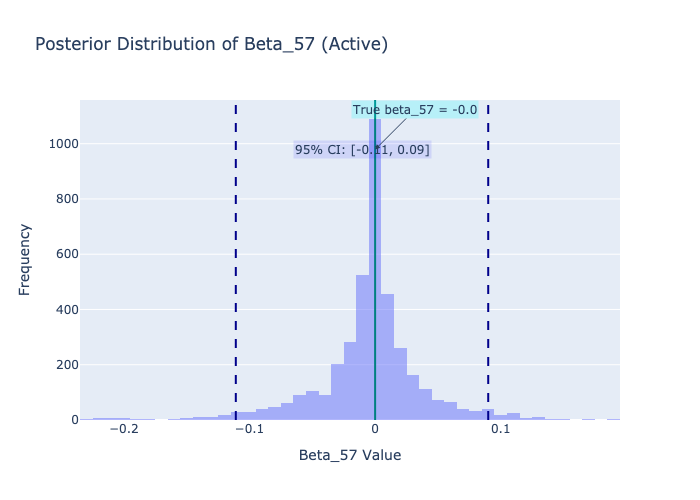 Posterior Distribution of Beta_57 (Active)
True beta_57 = -0.0
95% CI: [-0.11, 0.09]
1000
800
600
400
200
0
Frequency
−0.2
−0.1
0
0.1
Beta_57 Value